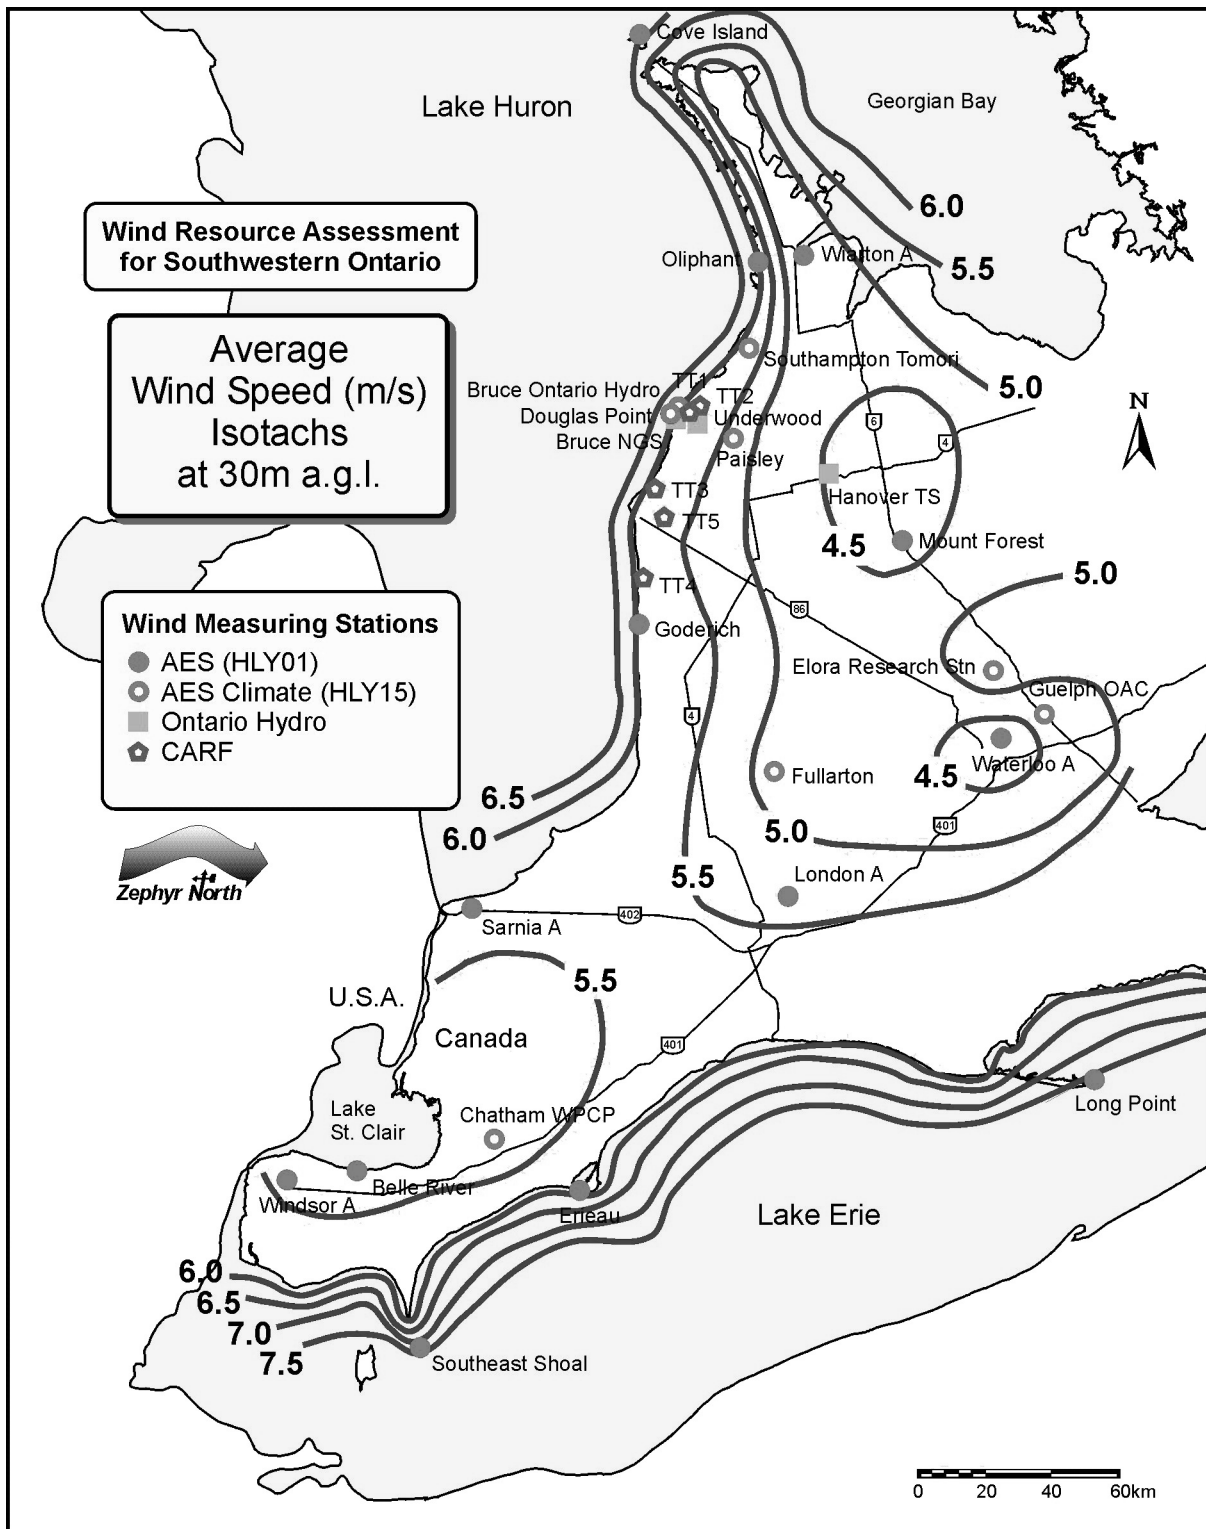 Cove Island
Lake Huron
Georgian Bay
Wind Resource Assessment
for Southwestern Ontario
6.0
Oliphant
Wiarton A
5.5
Average
Wind Speed (m/s)
Isotachs
at 30m a.g.l.
Southampton Tomori
5.0
Bruce Ontario Hydro
TT1
TT2
Douglas Point
Underwood
Bruce NGS
Paisley
6
4
N
TT3
Hanover TS
TT5
4.5
Mount Forest
5.0
TT4
86
Wind Measuring Stations
AES (HLY01)
AES Climate (HLY15)
Ontario Hydro
CARF
Goderich
Elora Research Stn
Guelph OAC
4
Waterloo A
4.5
Fullarton
6.5
6.0
5.0
401
Zephyr North
5.5
London A
Sarnia A
402
5.5
U.S.A.
Canada
401
Lake
St. Clair
Chatham WPCP
Long Point
Belle River
Windsor A
Erieau
Lake Erie
6.0
6.5
7.0
7.5
Southeast Shoal
0 20 40 60km